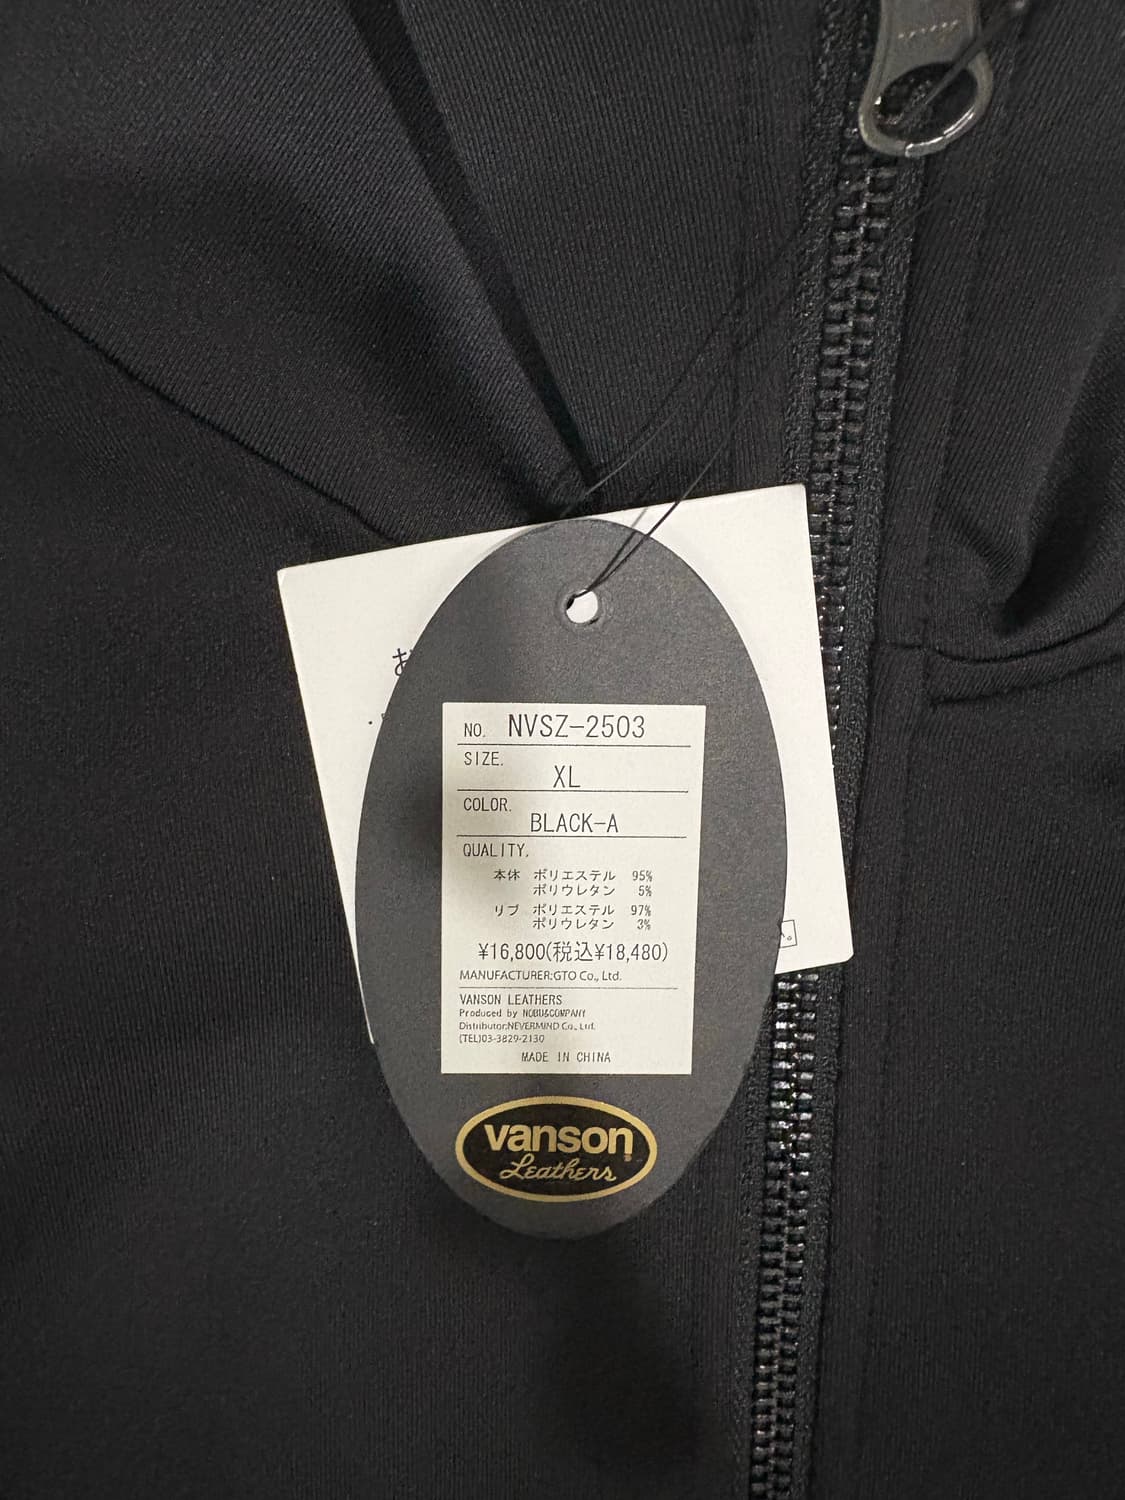 お
NO. NVSZ-2503
SIZE.
XL
COLOR.
BLACK-A
QUALITY.
本体 ポリエステル 95%
ポリウレタン 5%
リブ ポリエステル 97%
ポリウレタン 3%
¥16,800(税込¥18,480)
MANUFACTURER:GTO Co., Ltd.
VANSON LEATHERS
Produced by NOBU&COMPANY
Distributor:NEVERMIND Co., Ltd.
(TEL)03-3829-2130
MADE IN CHINA
vanson
Leathers